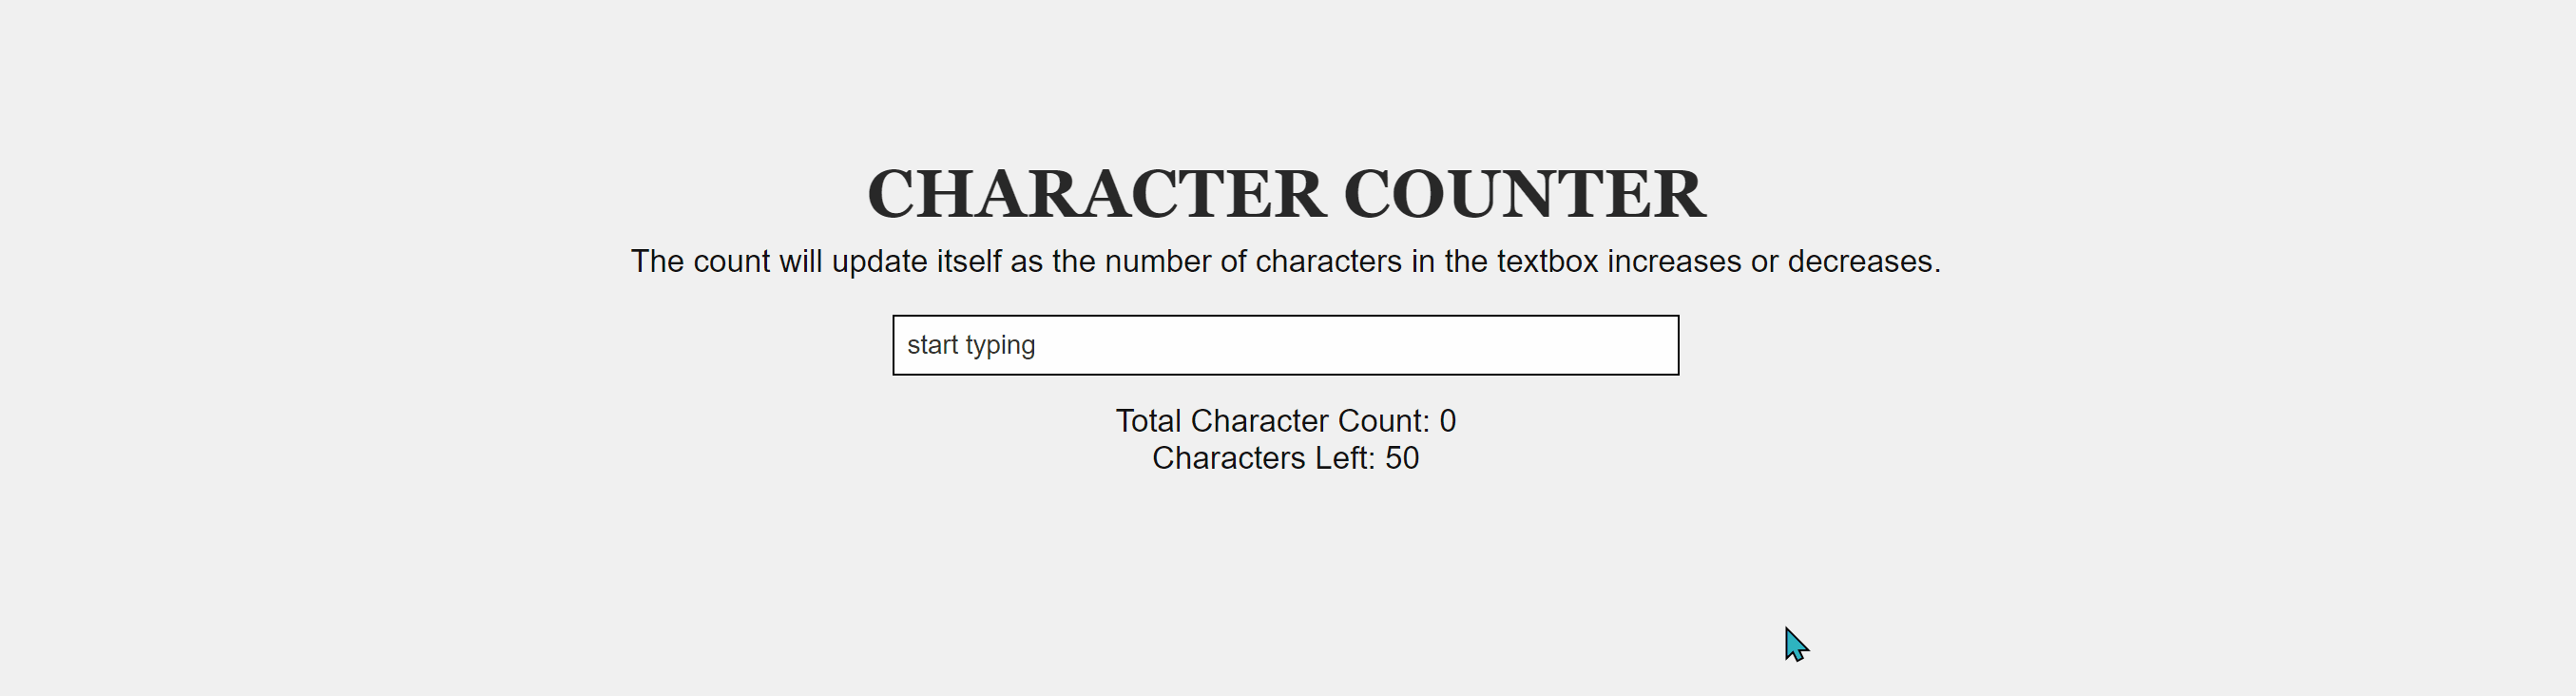 CHARACTER COUNTER
The count will update itself as the number of characters in the textbox increases or decreases.
start typing
Total Character Count: 0
Characters Left: 50